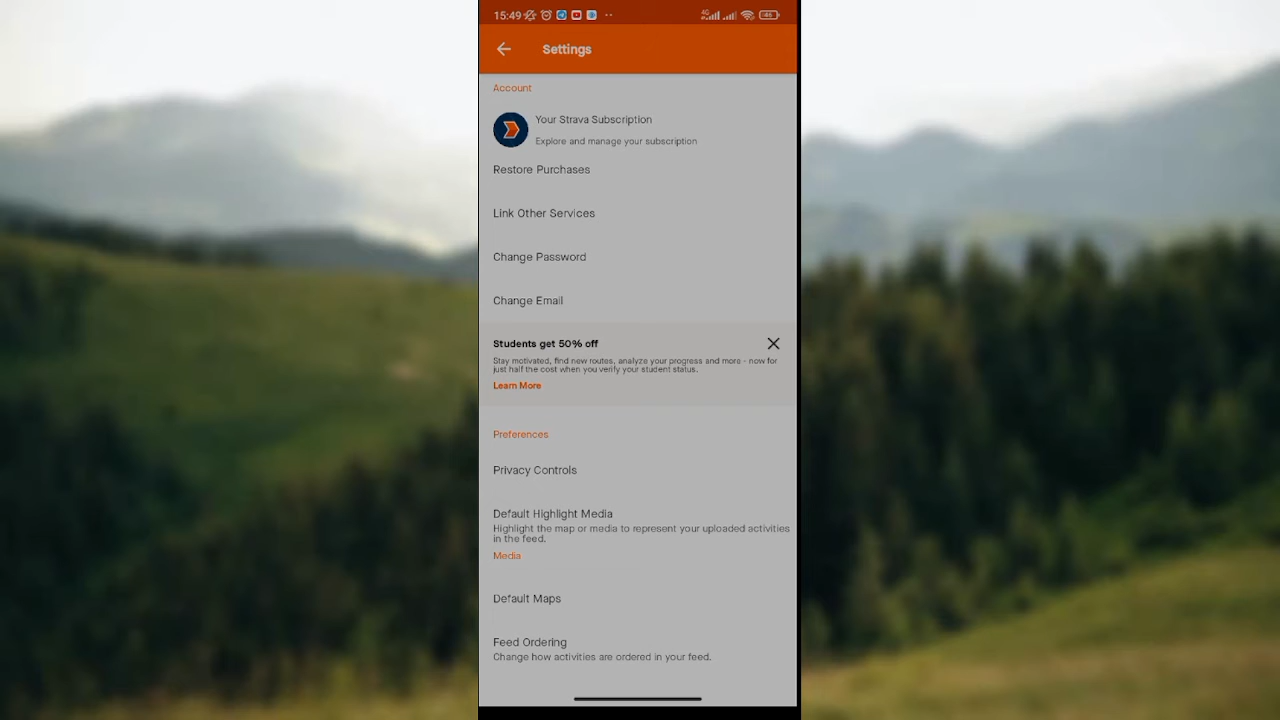 15:49
4G
46
Settings
Account
Your Strava Subscription
Explore and manage your subscription
Restore Purchases
Link Other Services
Change Password
Change Email
Students get 50% off
Stay motivated, find new routes, analyze your progress and more - now for
just half the cost when you verify your student status.
Learn More
Preferences
Privacy Controls
Default Highlight Media
Highlight the map or media to represent your uploaded activities
in the feed.
Media
Default Maps
Feed Ordering
Change how activities are ordered in your feed.